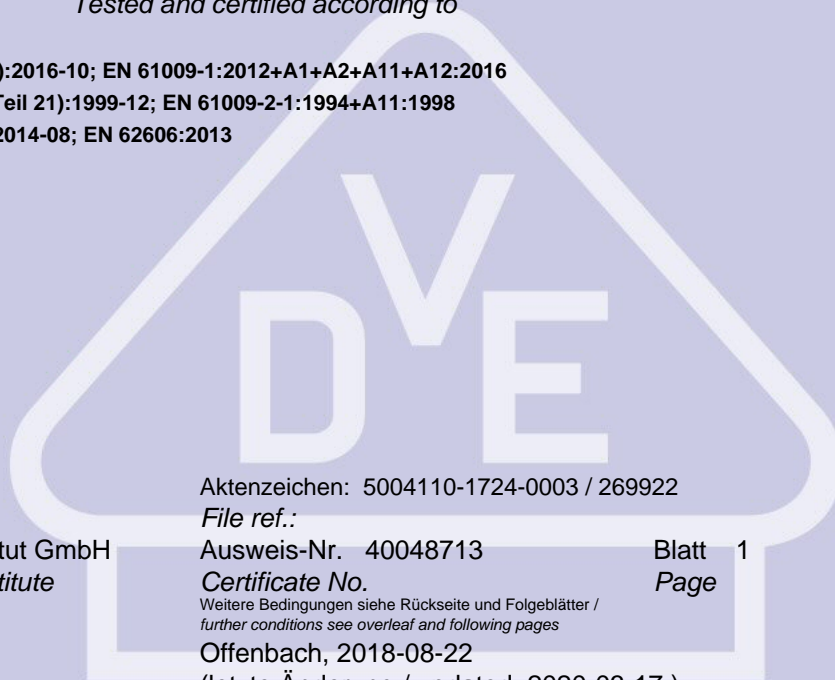 Tested and certified according to
):2016-10; EN 61009-1:2012+A1+A2+A11+A12:2016
Teil 21):1999-12; EN 61009-2-1:1994+A11:1998
2014-08; EN 62606:2013
D V E
Aktenzeichen: 5004110-1724-0003 / 269922
File ref.:
tut GmbH Ausweis-Nr. 40048713 Blatt 1
titute Certificate No. Page
Weitere Bedingungen siehe Rückseite und Folgeblätter /
further conditions see overleaf and following pages
Offenbach, 2018-08-22
(letzte Änderung / updated